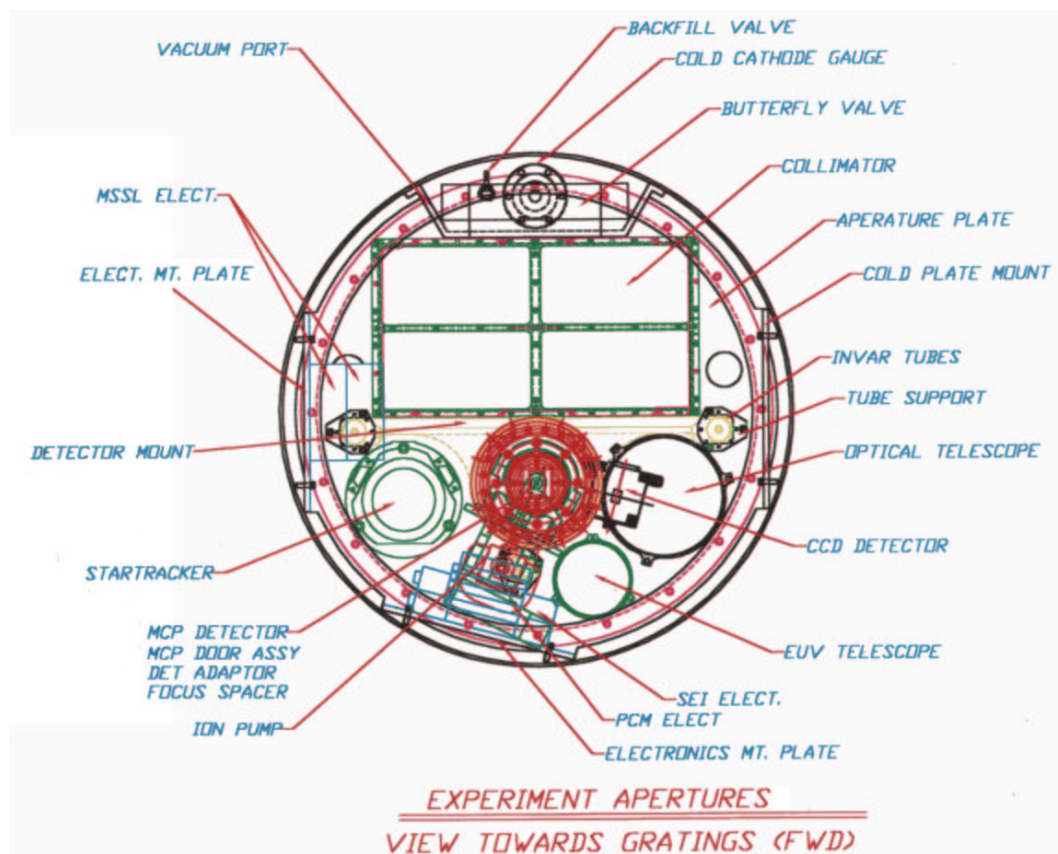 BACKFILL VALVE
VACUUM PORT
COLD CATHODE GAUGE
BUTTERFLY VALVE
COLLIMATOR
MSSL ELECT.
APERATURE PLATE
ELECT. MT. PLATE
COLD PLATE MOUNT
INVAR TUBES
TUBE SUPPORT
DETECTOR MOUNT
OPTICAL TELESCOPE
CCD DETECTOR
STARTRACKER
MCP DETECTOR
MCP DOOR ASSY
DET ADAPTOR
FOCUS SPACER
EUV TELESCOPE
SEI ELECT.
PCM ELECT
ION PUMP
ELECTRONICS MT. PLATE
EXPERIMENT APERTURES
VIEW TOWARDS GRATINGS (FWD)